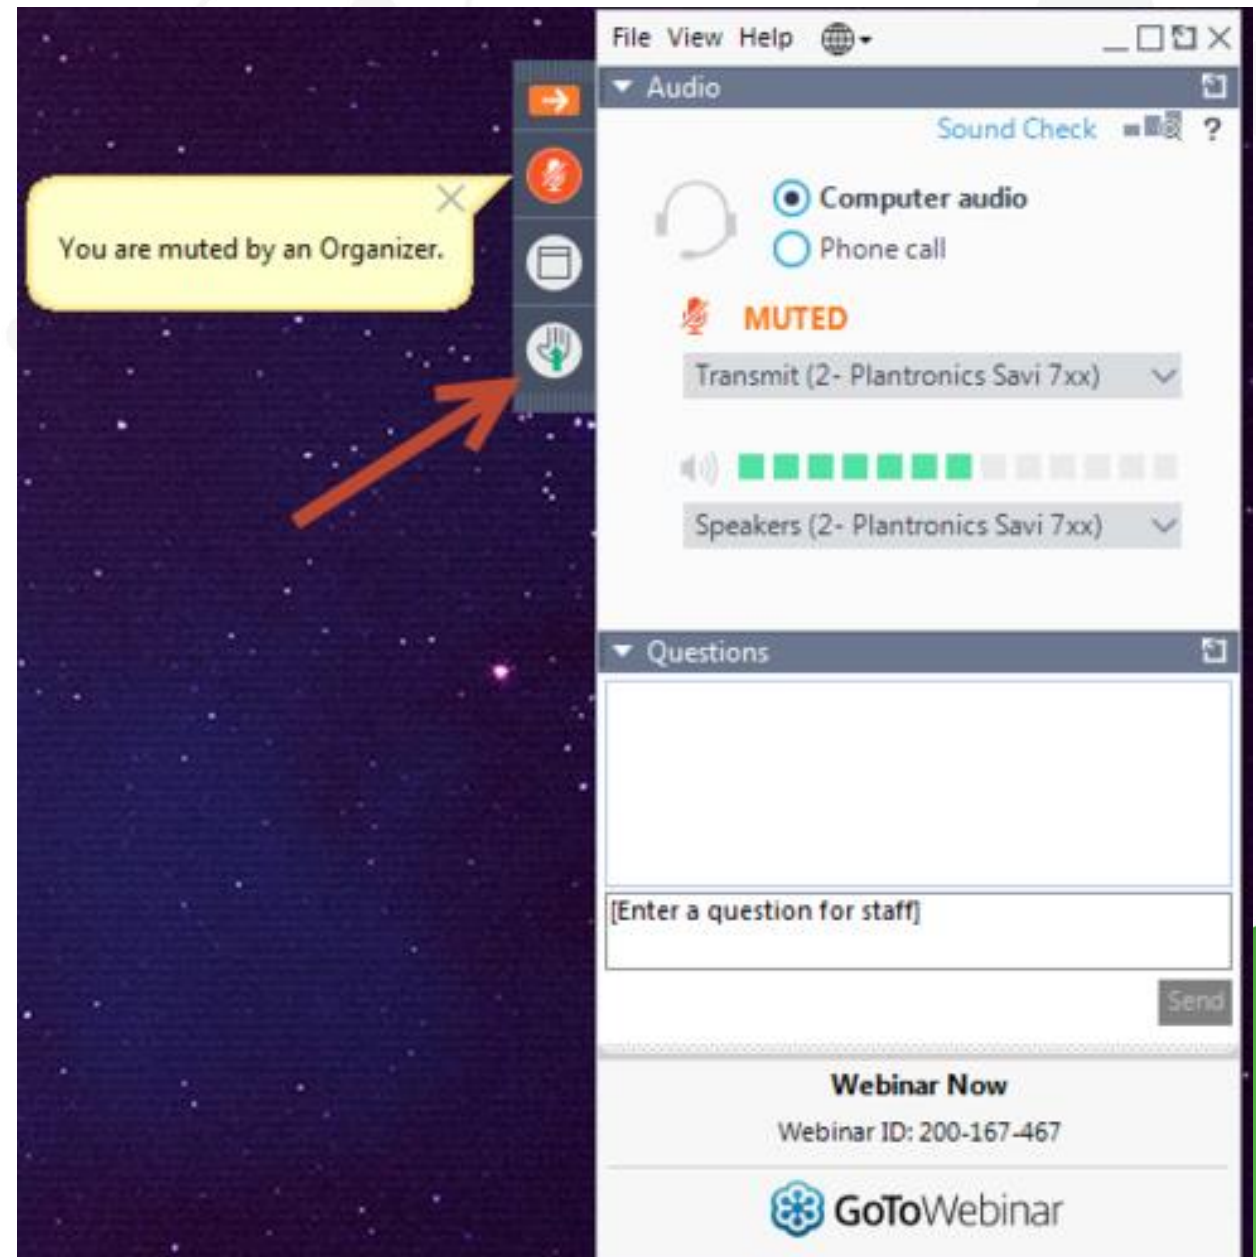 File View Help
Audio
Sound Check ?
Computer audio
Phone call
You are muted by an Organizer.
MUTED
Transmit (2- Plantronics Savi 7xx)
Speakers (2- Plantronics Savi 7xx)
Questions
[Enter a question for staff]
Send
Webinar Now
Webinar ID: 200-167-467
GoToWebinar